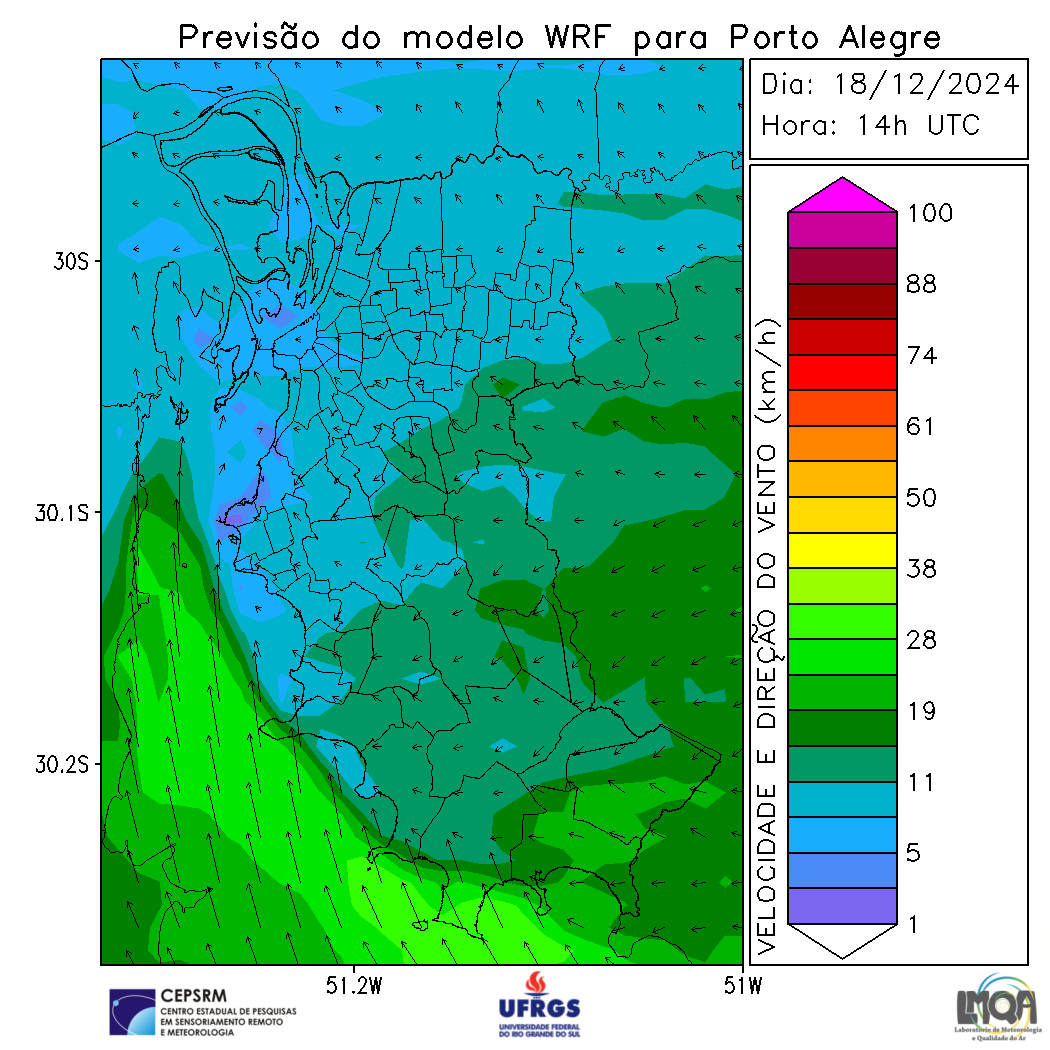 Previsão do modelo WRF para Porto Alegre
Dia: 18/12/2024
Hora: 14h UTC
VELOCIDADE E DIREÇÃO DO VENTO (km/h)
100
88
74
61
50
38
28
19
11
5
1
30S
30.1S
30.2S
51.2W
51W
CEPSRM
CENTRO ESTADUAL DE PESQUISAS
EM SENSORIAMENTO REMOTO
E METEOROLOGIA
UFRGS
UNIVERSIDADE FEDERAL
DO RIO GRANDE DO SUL
LMQA
Laboratório de Meteorologia
e Qualidade do Ar